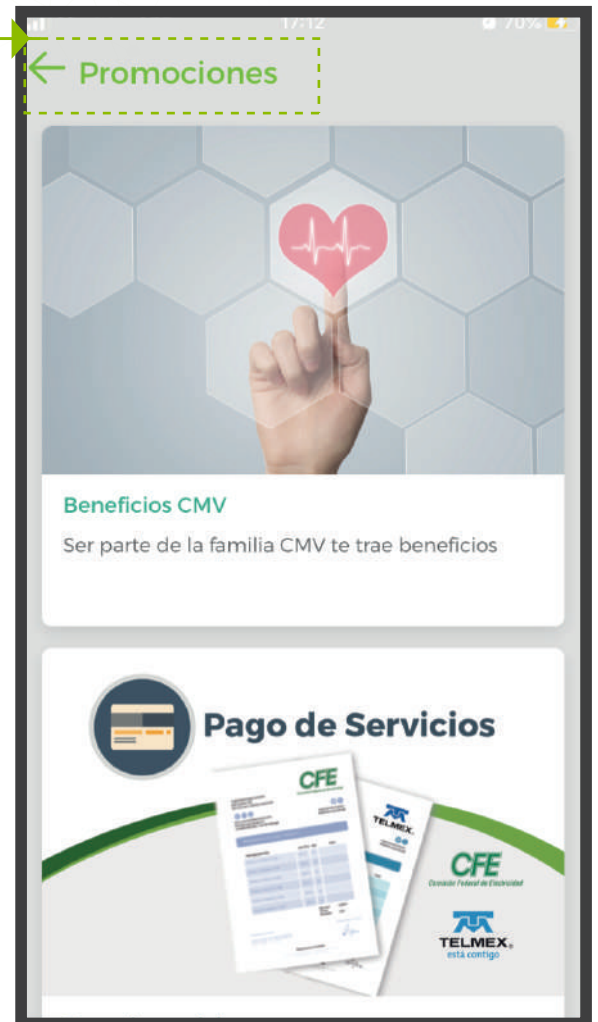 17:12
70%
Promociones
Beneficios CMV
Ser parte de la familia CMV te trae beneficios
Pago de Servicios
CFE
TELMEX.
CFE
Comisión Federal de Electricidad
TELMEX.
está contigo